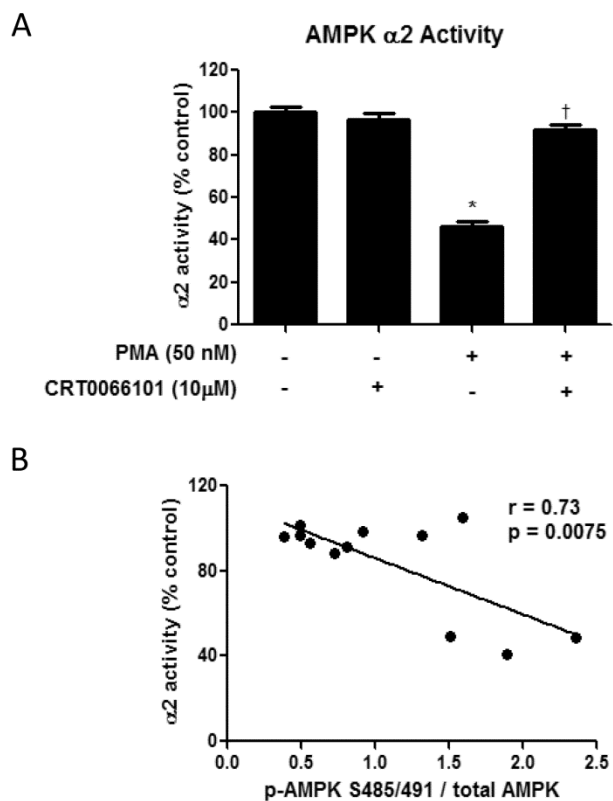 A
AMPK α2 Activity
α2 activity (% control)
120
100
80
60
40
20
0
*
†
PMA (50 nM) - - + +
CRT0066101 (10μM) - + - +
B
α2 activity (% control)
120
80
40
0
r = 0.73
p = 0.0075
0.0 0.5 1.0 1.5 2.0 2.5
p-AMPK S485/491 / total AMPK